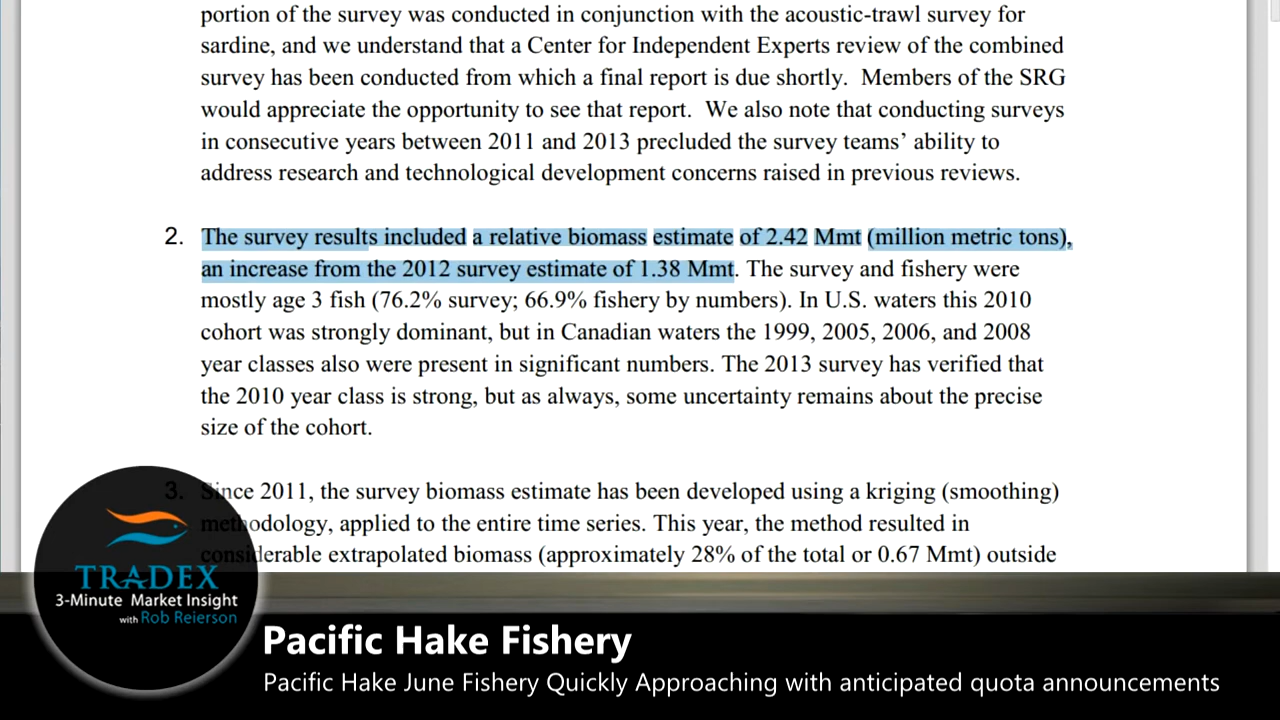 portion of the survey was conducted in conjunction with the acoustic-trawl survey for
sardine, and we understand that a Center for Independent Experts review of the combined
survey has been conducted from which a final report is due shortly.  Members of the SRG
would appreciate the opportunity to see that report.  We also note that conducting surveys
in consecutive years between 2011 and 2013 precluded the survey teams’ ability to
address research and technological development concerns raised in previous reviews.
2. The survey results included a relative biomass estimate of 2.42 Mmt (million metric tons),
an increase from the 2012 survey estimate of 1.38 Mmt. The survey and fishery were
mostly age 3 fish (76.2% survey; 66.9% fishery by numbers). In U.S. waters this 2010
cohort was strongly dominant, but in Canadian waters the 1999, 2005, 2006, and 2008
year classes also were present in significant numbers. The 2013 survey has verified that
the 2010 year class is strong, but as always, some uncertainty remains about the precise
size of the cohort.
3. Since 2011, the survey biomass estimate has been developed using a kriging (smoothing)
methodology, applied to the entire time series. This year, the method resulted in
considerable extrapolated biomass (approximately 28% of the total or 0.67 Mmt) outside
TRADEX
3-Minute Market Insight
with Rob Reierson
Pacific Hake Fishery
Pacific Hake June Fishery Quickly Approaching with anticipated quota announcements